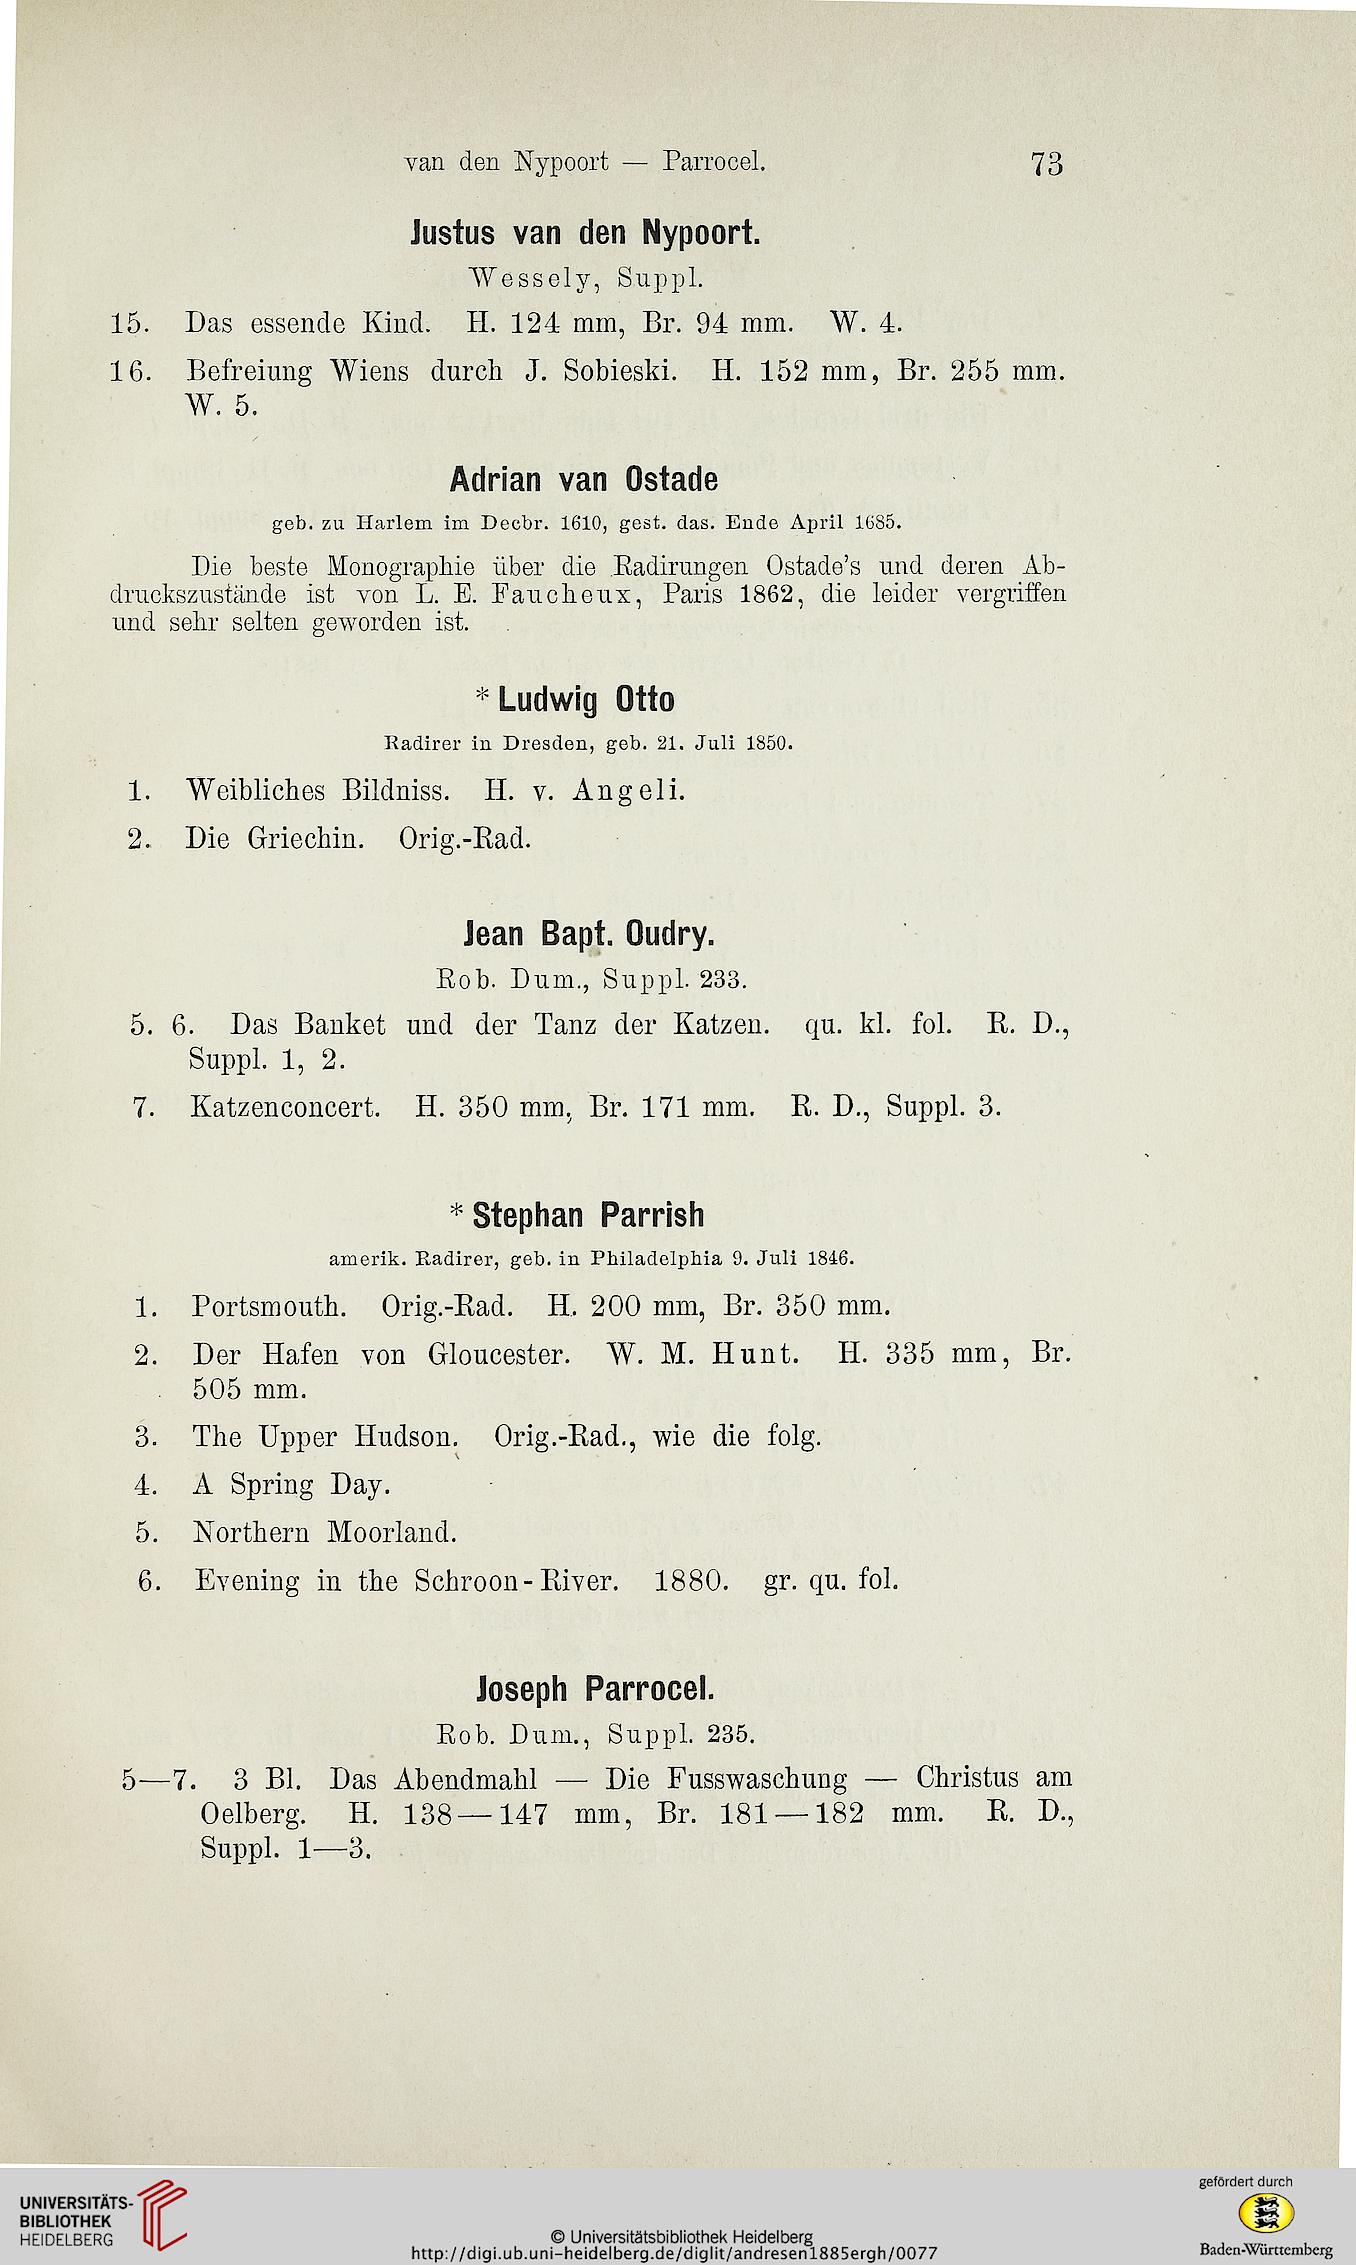 van den Nypoort — Parrocel. 73
Justus van den Nypoort.
Wessely, Suppl.
15. Das essende Kind. H. 124 mm, Br. 94 mm. W. 4.
16. Befreiung Wiens durch J. Sobieski. H. 152 mm, Br. 255 mm.
W. 5.
Adrian van Ostade
geb. zu Harlem im Decbr. 1610, gest. das. Ende April 1685.
Die beste Monographie über die Radirungen Ostade's und deren Ab-
druckszustände ist von L. E. Faucheux, Paris 1862, die leider vergriffen
und sehr selten geworden ist.
* Ludwig Otto
Radirer in Dresden, geb. 21. Juli 1850.
1. Weibliches Bildniss. H. v. Angeli.
2. Die Griechin. Orig.-Rad.
Jean Bapt. Oudry.
Rob. Dum., Suppl. 233.
5. 6. Das Banket und der Tanz der Katzen. qu. kl. fol. R. D.,
Suppl. 1, 2.
7. Katzenconcert. H. 350 mm, Br. 171 mm. R. D., Suppl. 3.
* Stephan Parrish
amerik. Radirer, geb. in Philadelphia 9. Juli 1846.
1. Portsmouth. Orig.-Rad. H. 200 mm, Br. 350 mm.
2. Der Hafen von Gloucester. W. M. Hunt. H. 335 mm, Br.
505 mm.
3. The Upper Hudson. Orig.-Rad., wie die folg.
4. A Spring Day.
5. Northern Moorland.
6. Evening in the Schroon-River. 1880. gr. qu. fol.
Joseph Parrocel.
Rob. Dum., Suppl. 235.
5—7. 3 Bl. Das Abendmahl — Die Fusswaschung — Christus am
Oelberg. H. 138—147 mm, Br. 181—182 mm. R. D.,
Suppl. 1—3.
UNIVERSITÄTS-
BIBLIOTHEK
HEIDELBERG
© Universitätsbibliothek Heidelberg
http://digi.ub.uni-heidelberg.de/diglit/andresen1885ergh/0077
gefördert durch
Baden-Württemberg